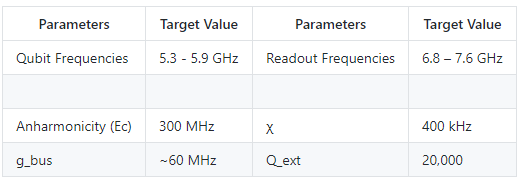 Parameters Target Value Parameters Target Value
Qubit Frequencies 5.3 - 5.9 GHz Readout Frequencies 6.8 – 7.6 GHz
Anharmonicity (Ec) 300 MHz χ 400 kHz
g_bus ~60 MHz Q_ext 20,000